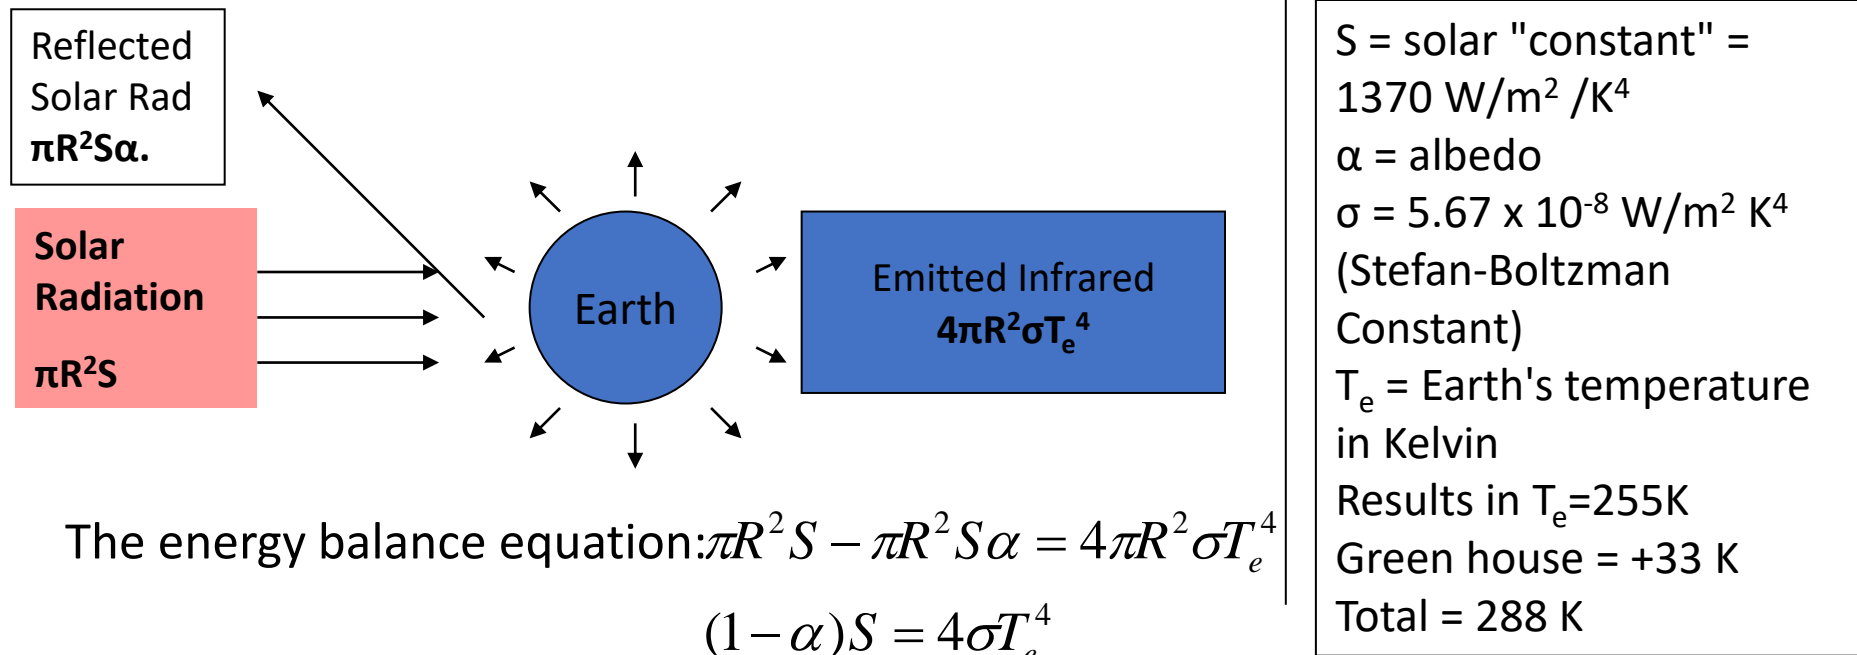 Reflected
Solar Rad
πR²Sα.
Solar
Radiation
πR²S
Earth
Emitted Infrared
4πR²σTₑ⁴
The energy balance equation: πR²S − πR²Sα = 4πR²σTₑ⁴
(1−α)S = 4σTₑ⁴
S = solar "constant" =
1370 W/m² /K⁴
α = albedo
σ = 5.67 x 10⁻⁸ W/m² K⁴
(Stefan-Boltzman
Constant)
Tₑ = Earth's temperature
in Kelvin
Results in Tₑ=255K
Green house = +33 K
Total = 288 K